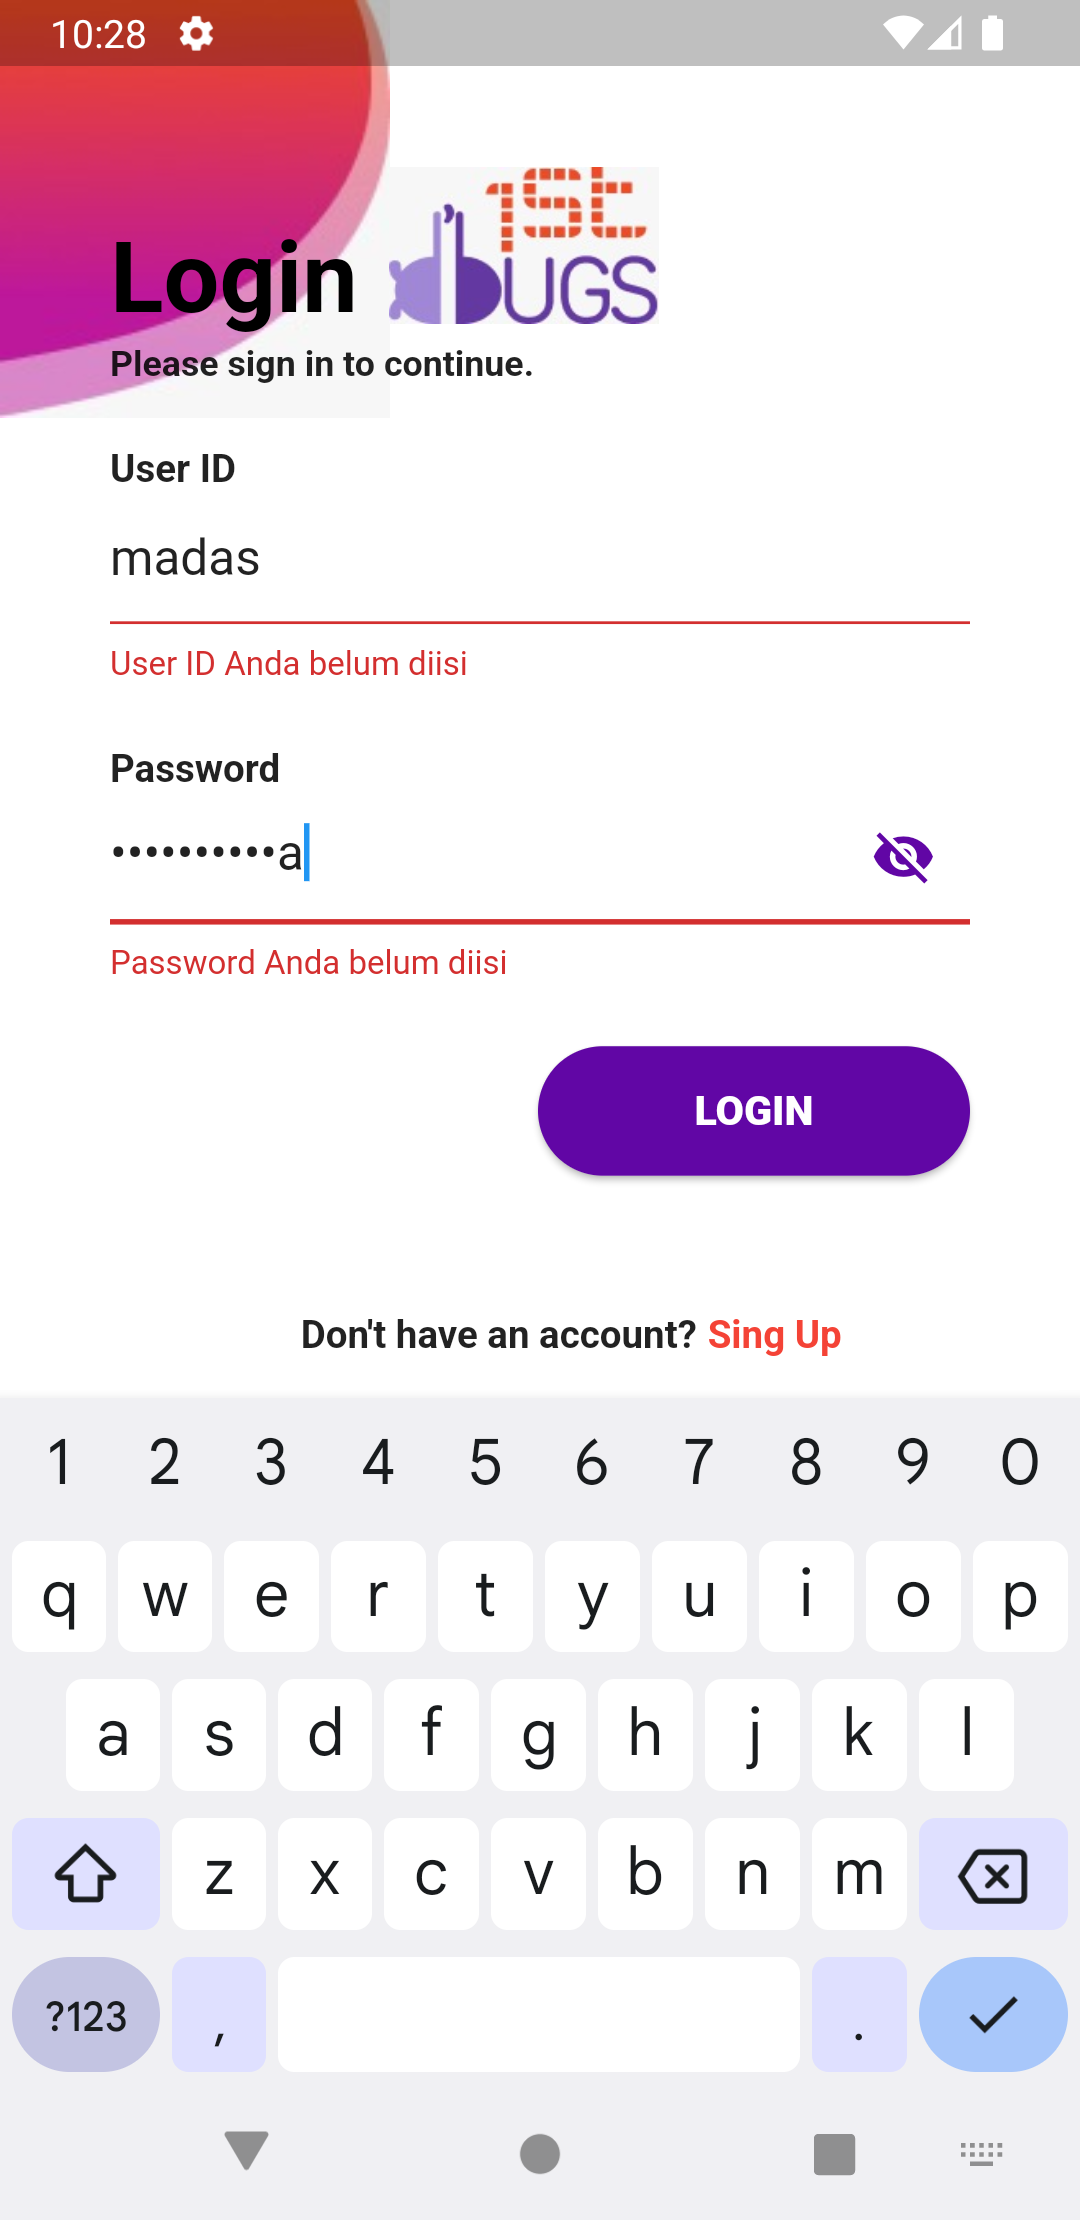 10:28
1St
bUGS
Login
Please sign in to continue.
User ID
madas
User ID Anda belum diisi
Password
••••••••••a
Password Anda belum diisi
LOGIN
Don't have an account? Sing Up
1 2 3 4 5 6 7 8 9 0
q w e r t y u i o p
a s d f g h j k l
z x c v b n m
?123 , .